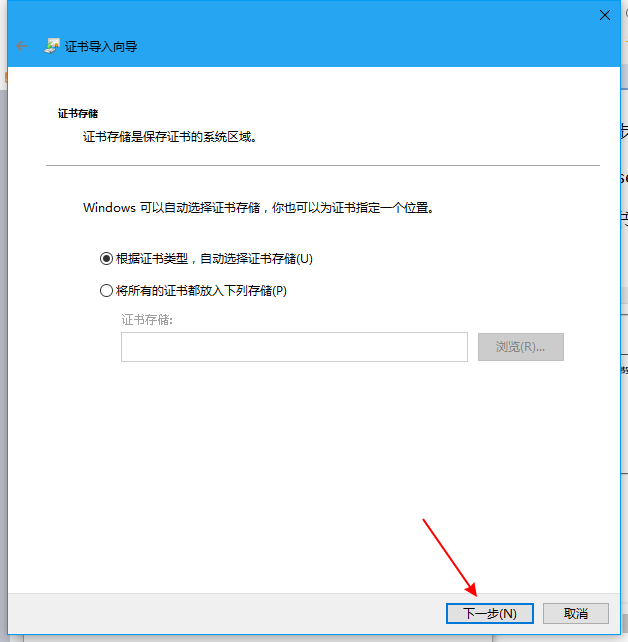 证书导入向导
证书存储
证书存储是保存证书的系统区域。
Windows 可以自动选择证书存储，你也可以为证书指定一个位置。
根据证书类型，自动选择证书存储(U)
将所有的证书都放入下列存储(P)
证书存储:
浏览(R)...
下一步(N)
取消